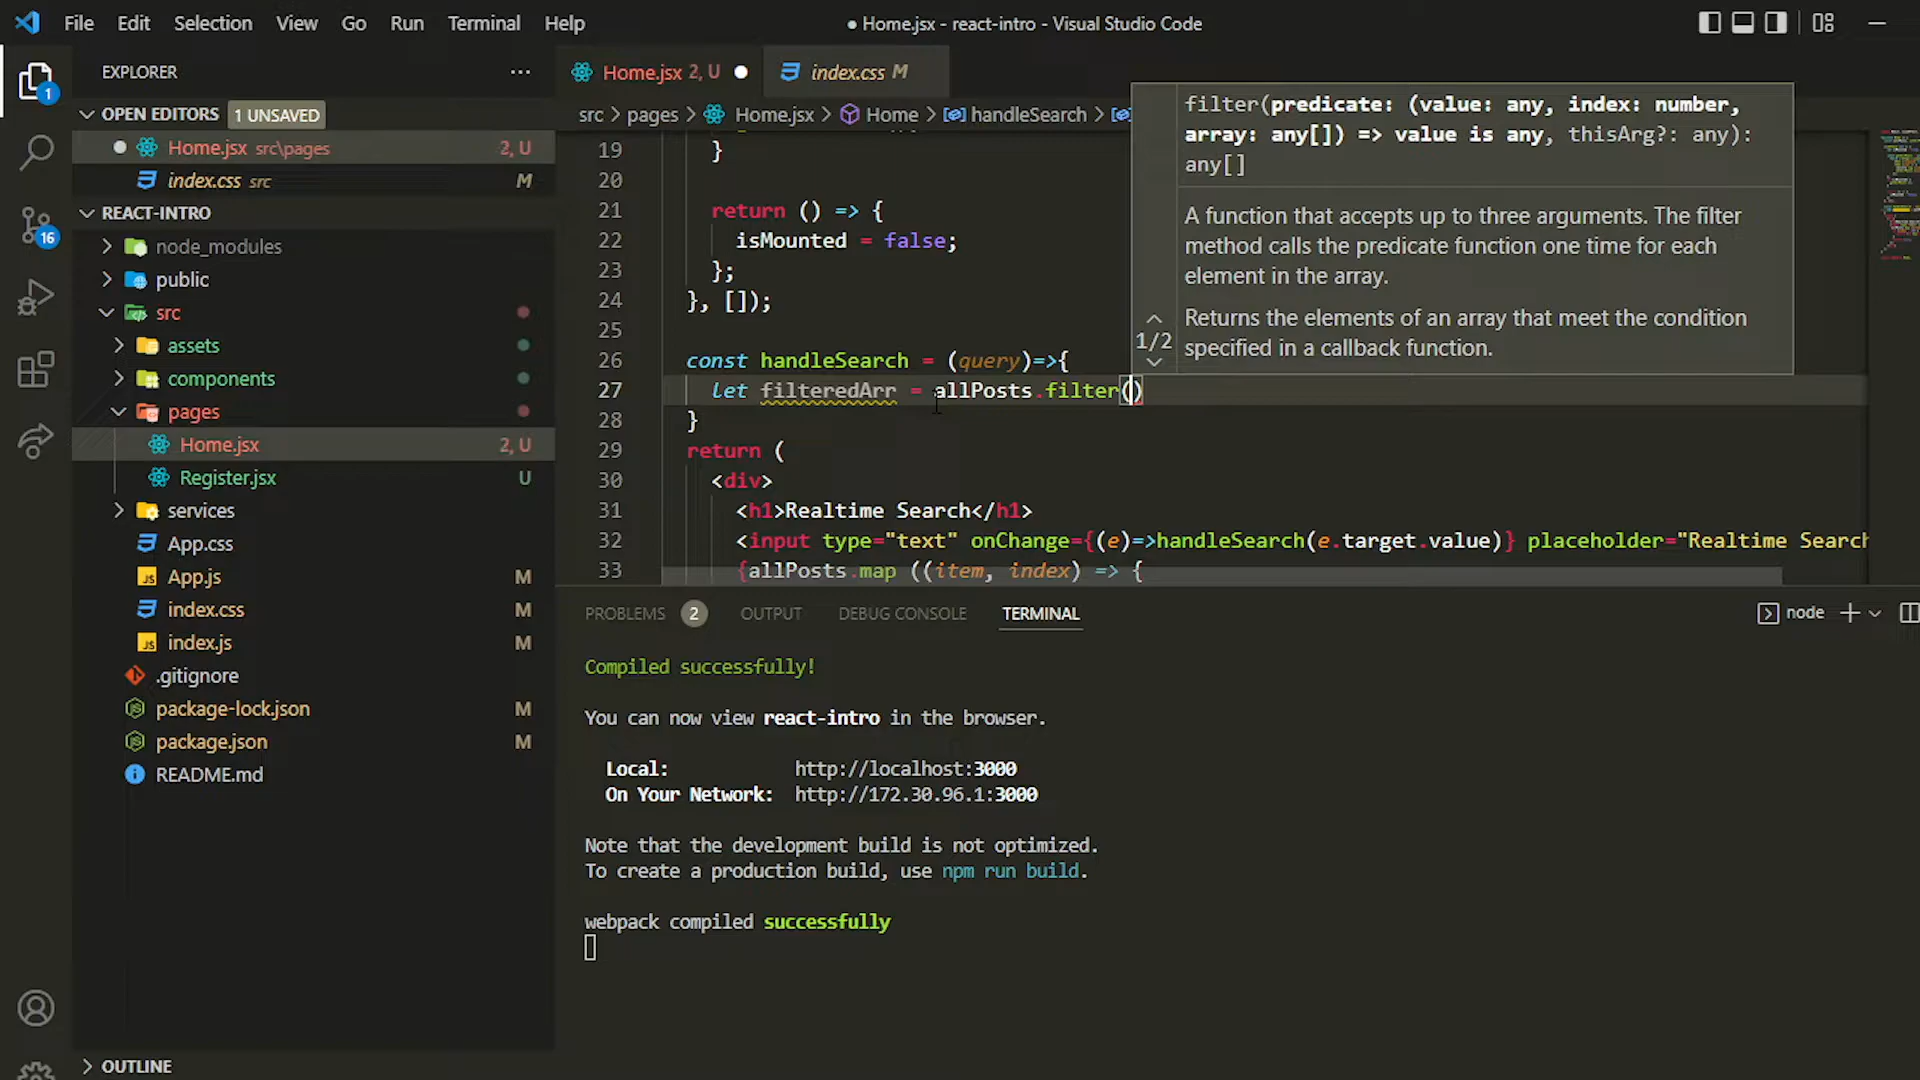 File Edit Selection View Go Run Terminal Help
● Home.jsx - react-intro - Visual Studio Code
EXPLORER
OPEN EDITORS 1 UNSAVED
Home.jsx src\pages 2, U
index.css src M
REACT-INTRO
node_modules
public
src
assets
components
pages
Home.jsx 2, U
Register.jsx U
services
App.css
App.js M
index.css M
index.js M
.gitignore
package-lock.json M
package.json M
README.md
OUTLINE
1
16
Home.jsx 2, U
index.css M
src > pages > Home.jsx > Home > handleSearch >
filter(predicate: (value: any, index: number,
array: any[]) => value is any, thisArg?: any):
any[]
A function that accepts up to three arguments. The filter
method calls the predicate function one time for each
element in the array.
1/2
Returns the elements of an array that meet the condition
specified in a callback function.
19 }
20
21 return () => {
22 isMounted = false;
23 };
24 }, []);
25
26 const handleSearch = (query)=>{
27 let filteredArr = allPosts.filter()
28 }
29 return (
30 <div>
31 <h1>Realtime Search</h1>
32 <input type="text" onChange={(e)=>handleSearch(e.target.value)} placeholder="Realtime Search
33 {allPosts.map ((item, index) => {
PROBLEMS 2 OUTPUT DEBUG CONSOLE TERMINAL
node
Compiled successfully!
You can now view react-intro in the browser.
Local: http://localhost:3000
On Your Network: http://172.30.96.1:3000
Note that the development build is not optimized.
To create a production build, use npm run build.
webpack compiled successfully